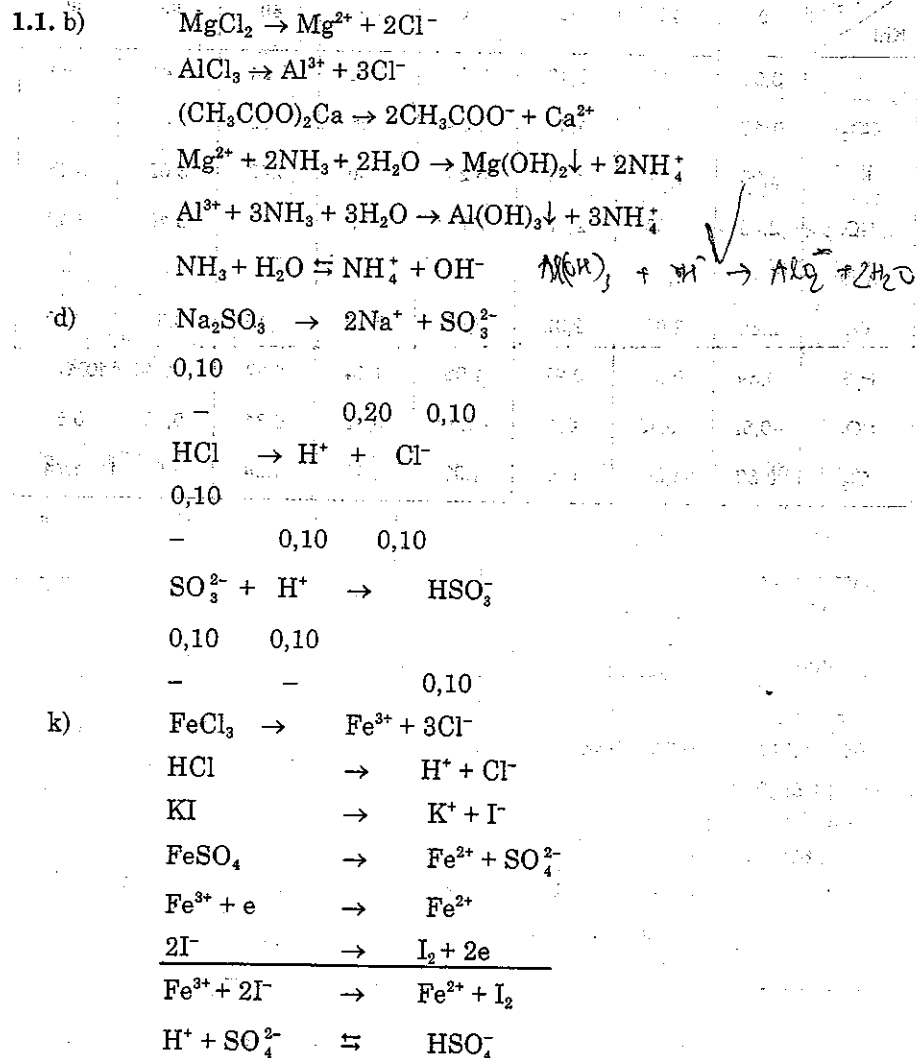 1.1. b) MgCl₂ → Mg²⁺ + 2Cl⁻
AlCl₃ → Al³⁺ + 3Cl⁻
(CH₃COO)₂Ca → 2CH₃COO⁻ + Ca²⁺
Mg²⁺ + 2NH₃ + 2H₂O → Mg(OH)₂↓ + 2NH₄⁺
Al³⁺ + 3NH₃ + 3H₂O → Al(OH)₃↓ + 3NH₄⁺
NH₃ + H₂O ⇆ NH₄⁺ + OH⁻ Al(OH)₃ + OH⁻ → AlO₂⁻ + 2H₂O
d) Na₂SO₃ → 2Na⁺ + SO₃²⁻
0,10
– 0,20 0,10
HCl → H⁺ + Cl⁻
0,10
– 0,10 0,10
SO₃²⁻ + H⁺ → HSO₃⁻
0,10 0,10
– – 0,10
k) FeCl₃ → Fe³⁺ + 3Cl⁻
HCl → H⁺ + Cl⁻
KI → K⁺ + I⁻
FeSO₄ → Fe²⁺ + SO₄²⁻
Fe³⁺ + e → Fe²⁺
2I⁻ → I₂ + 2e
Fe³⁺ + 2I⁻ → Fe²⁺ + I₂
H⁺ + SO₄²⁻ ⇆ HSO₄⁻